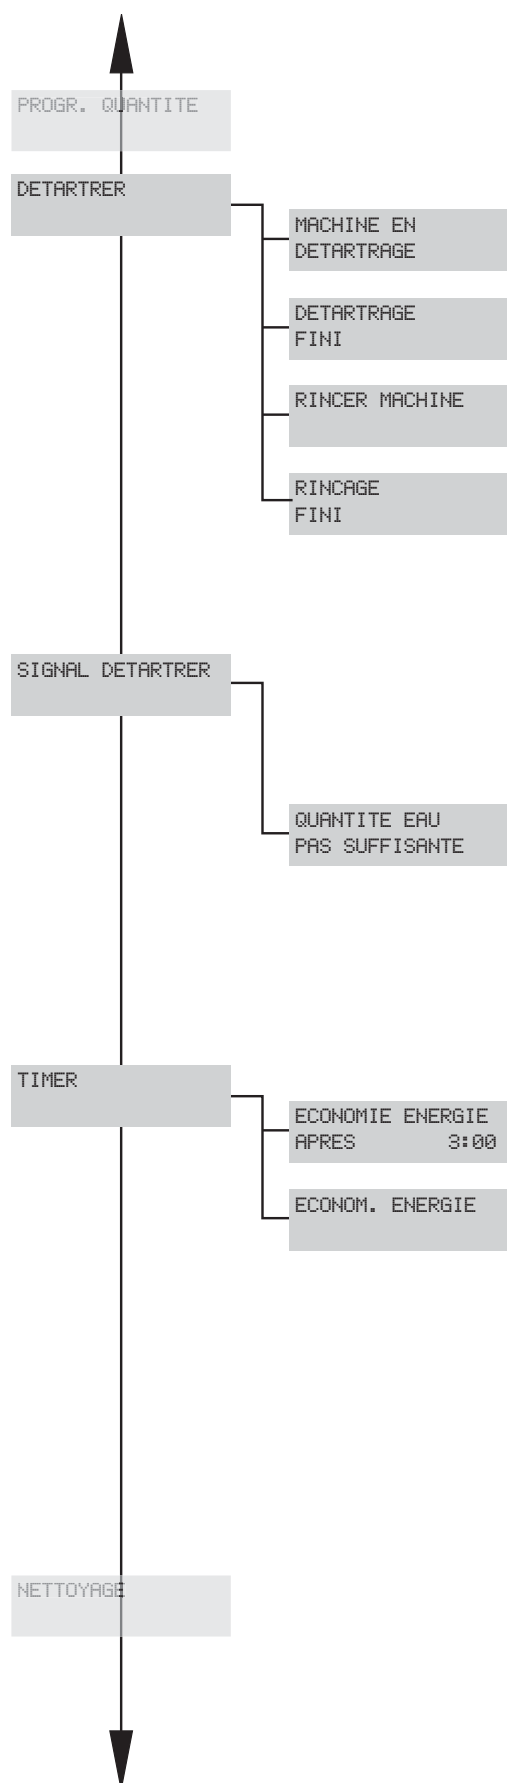 PROGR. QUANTITE
DETARTRER
MACHINE EN
DETARTRAGE
DETARTRAGE
FINI
RINCER MACHINE
RINCAGE
FINI
SIGNAL DETARTRER
QUANTITE EAU
PAS SUFFISANTE
TIMER
ECONOMIE ENERGIE
APRES 3:00
ECONOM. ENERGIE
NETTOYAGE